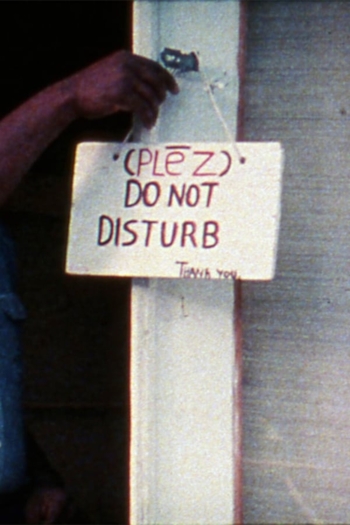 (PLēZ)
DO NOT
DISTURB
THANK YOU.